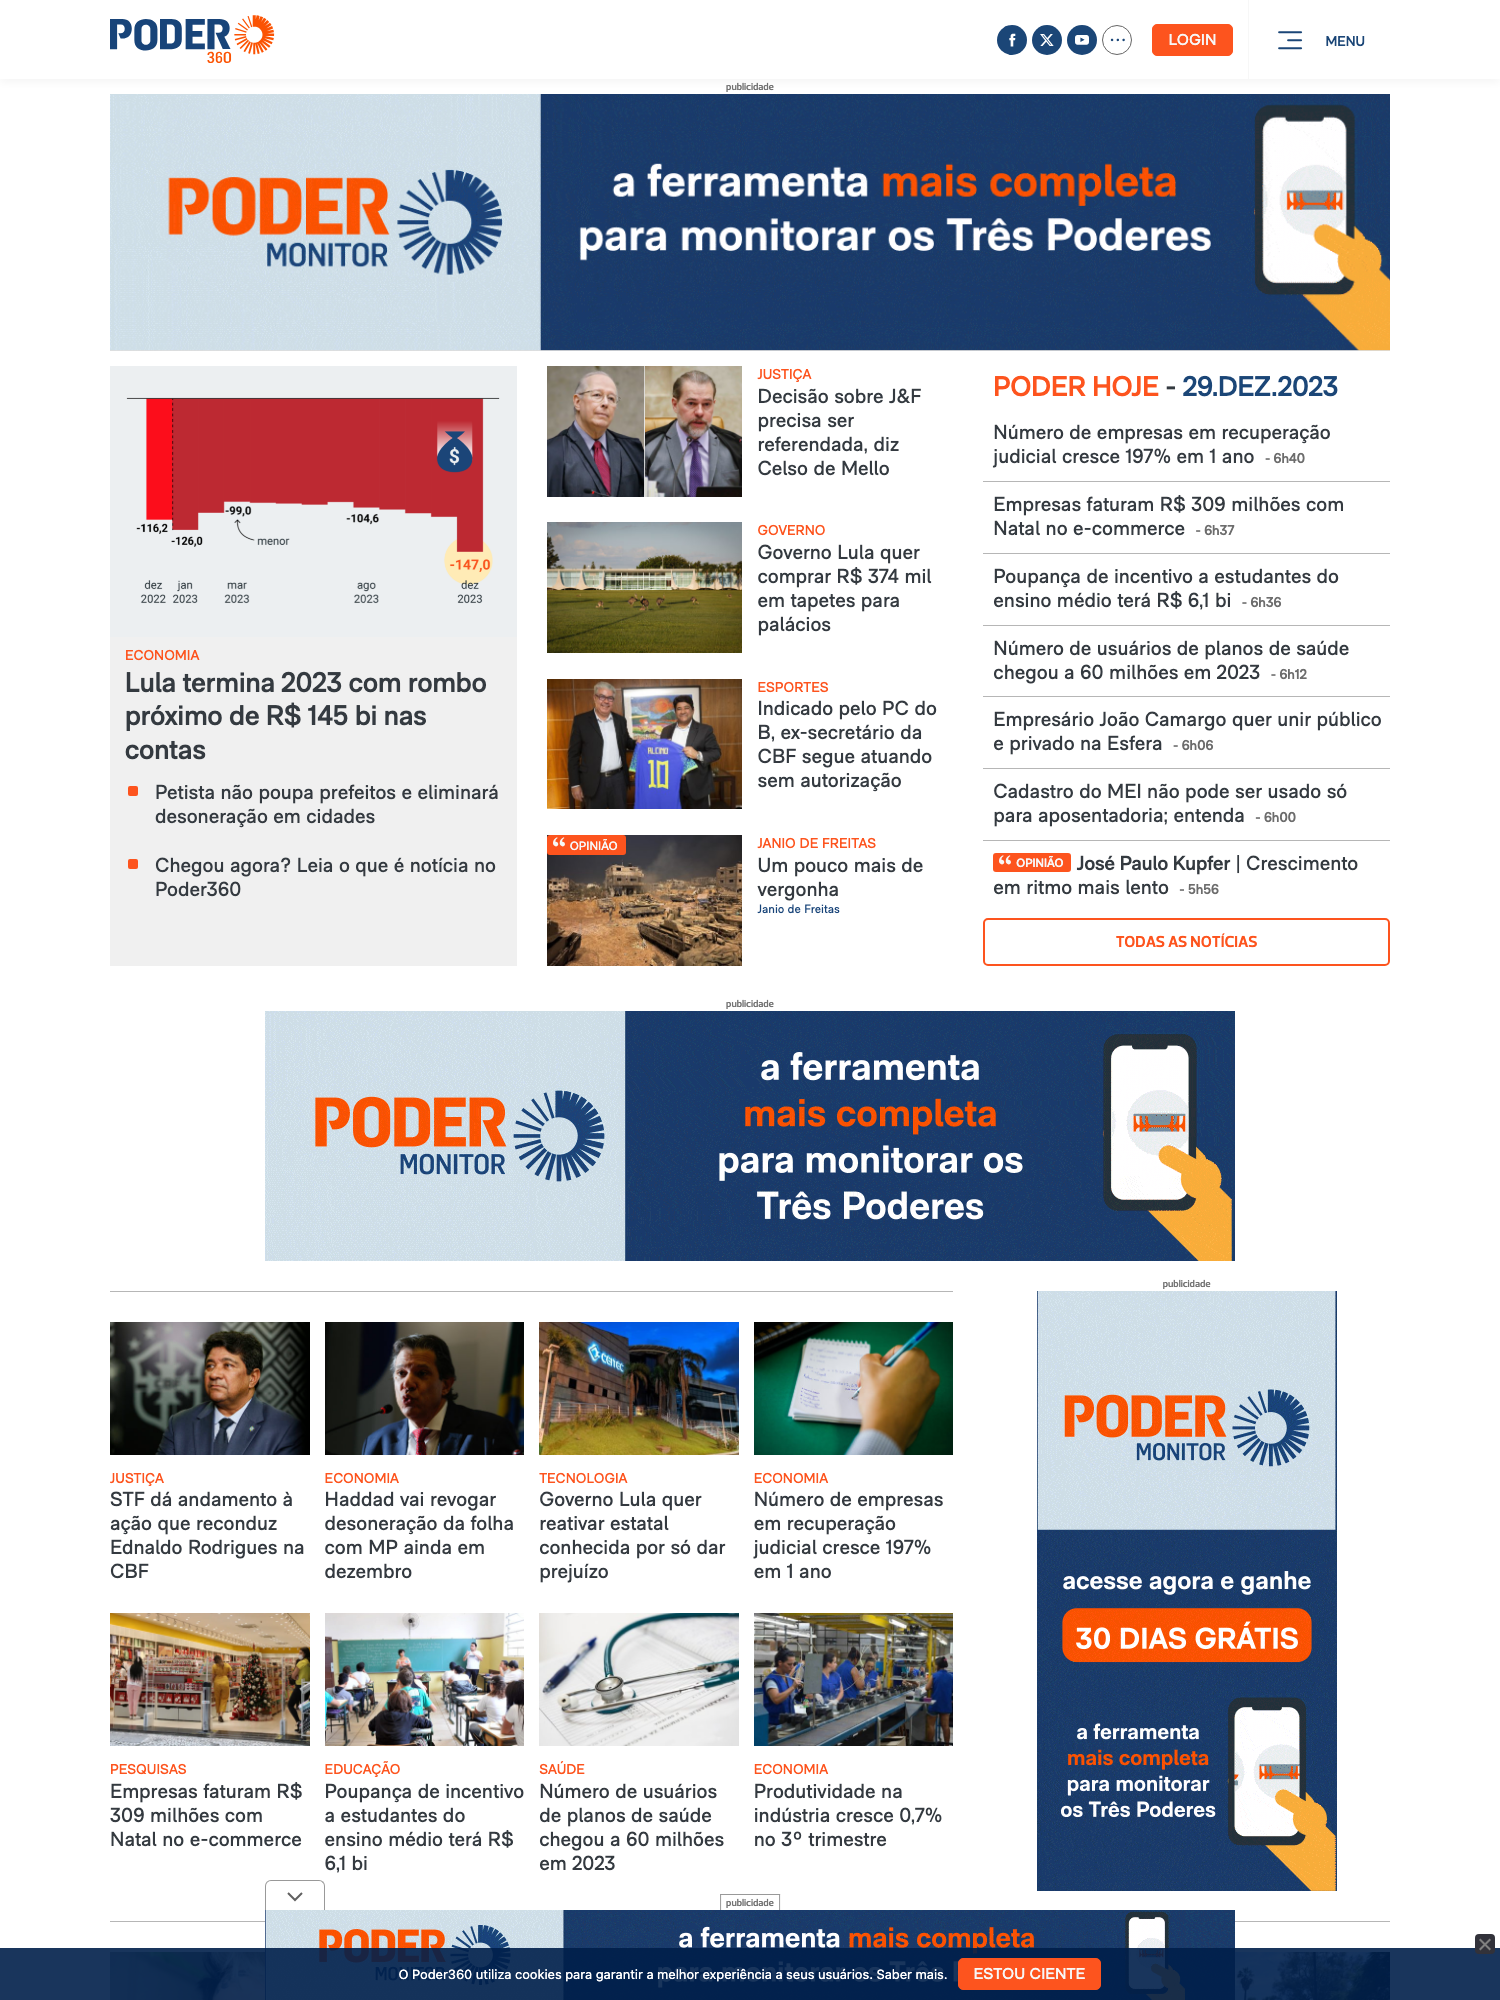 PODER
360
LOGIN
MENU
publicidade
PODER
MONITOR
a ferramenta mais completa
para monitorar os Três Poderes
-116,2
-126,0
-99,0
menor
-104,6
-147,0
dez
2022
jan
2023
mar
2023
ago
2023
dez
2023
ECONOMIA
Lula termina 2023 com rombo
próximo de R$ 145 bi nas
contas
Petista não poupa prefeitos e eliminará
desoneração em cidades
Chegou agora? Leia o que é notícia no
Poder360
JUSTIÇA
Decisão sobre J&F
precisa ser
referendada, diz
Celso de Mello
GOVERNO
Governo Lula quer
comprar R$ 374 mil
em tapetes para
palácios
ALCINO
10
ESPORTES
Indicado pelo PC do
B, ex-secretário da
CBF segue atuando
sem autorização
OPINIÃO
JANIO DE FREITAS
Um pouco mais de
vergonha
Janio de Freitas
PODER HOJE - 29.DEZ.2023
Número de empresas em recuperação
judicial cresce 197% em 1 ano - 6h40
Empresas faturam R$ 309 milhões com
Natal no e-commerce - 6h37
Poupança de incentivo a estudantes do
ensino médio terá R$ 6,1 bi - 6h36
Número de usuários de planos de saúde
chegou a 60 milhões em 2023 - 6h12
Empresário João Camargo quer unir público
e privado na Esfera - 6h06
Cadastro do MEI não pode ser usado só
para aposentadoria; entenda - 6h00
OPINIÃO José Paulo Kupfer | Crescimento
em ritmo mais lento - 5h56
TODAS AS NOTÍCIAS
publicidade
PODER
MONITOR
a ferramenta
mais completa
para monitorar os
Três Poderes
CBF
JUSTIÇA
STF dá andamento à
ação que reconduz
Ednaldo Rodrigues na
CBF
ECONOMIA
Haddad vai revogar
desoneração da folha
com MP ainda em
dezembro
CEITEC
TECNOLOGIA
Governo Lula quer
reativar estatal
conhecida por só dar
prejuízo
ECONOMIA
Número de empresas
em recuperação
judicial cresce 197%
em 1 ano
PESQUISAS
Empresas faturam R$
309 milhões com
Natal no e-commerce
EDUCAÇÃO
Poupança de incentivo
a estudantes do
ensino médio terá R$
6,1 bi
SAÚDE
Número de usuários
de planos de saúde
chegou a 60 milhões
em 2023
ECONOMIA
Produtividade na
indústria cresce 0,7%
no 3º trimestre
publicidade
PODER
MONITOR
acesse agora e ganhe
30 DIAS GRÁTIS
a ferramenta
mais completa
para monitorar
os Três Poderes
publicidade
PODER
a ferramenta mais completa
O Poder360 utiliza cookies para garantir a melhor experiência a seus usuários. Saber mais.
ESTOU CIENTE